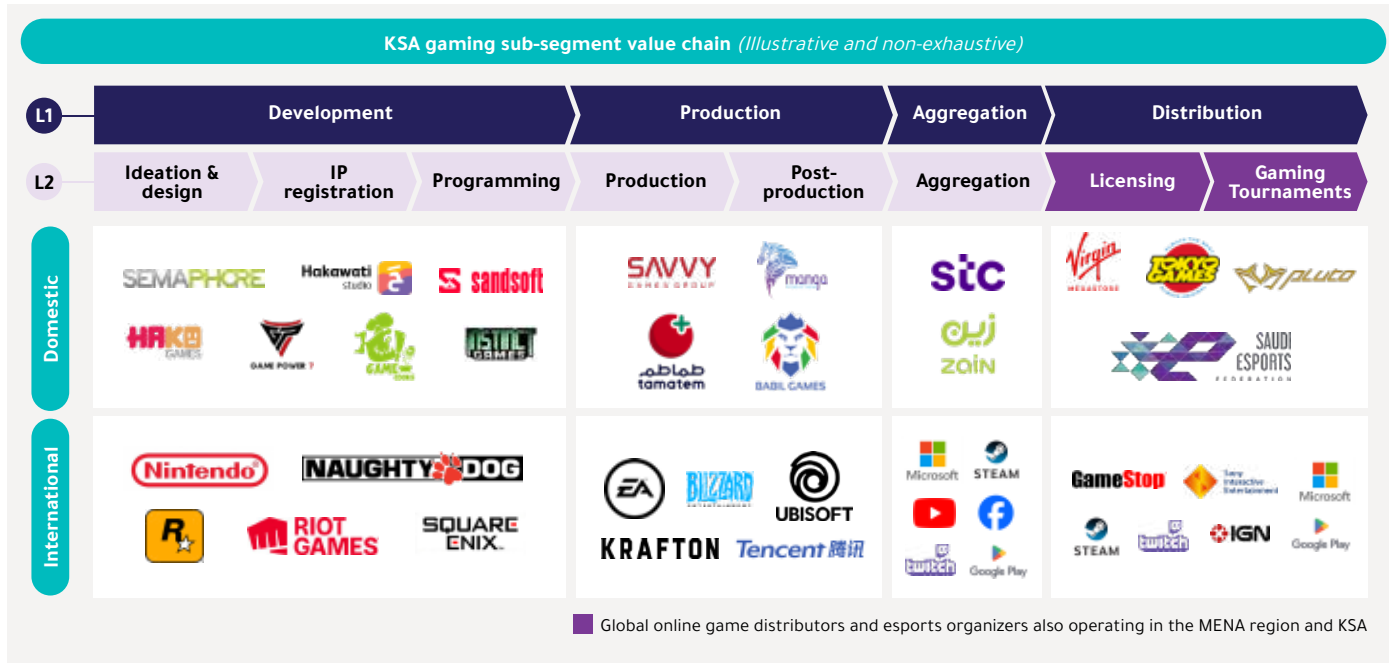 KSA gaming sub-segment value chain (Illustrative and non-exhaustive)
L1
Development
Production
Aggregation
Distribution
L2
Ideation &
design
IP
registration
Programming
Production
Post-
production
Aggregation
Licensing
Gaming
Tournaments
Domestic
SEMAPHORE
Hakawati
studio
sandsoft
HAKO
GAMES
GAME POWER 7
GAME
INSTINCT
GAMES
SAVVY
GAMES GROUP
manga
طماطم
tamatem
BABIL GAMES
stc
زين
zain
Virgin
MEGASTORE
pluto
SAUDI
ESPORTS
FEDERATION
International
Nintendo
NAUGHTY DOG
R
RIOT
GAMES
SQUARE
ENIX
EA
BLIZZARD
ENTERTAINMENT
UBISOFT
KRAFTON
Tencent 腾讯
Microsoft
STEAM
twitch
Google Play
GameStop
Sony
Interactive
Entertainment
Microsoft
STEAM
twitch
IGN
Google Play
Global online game distributors and esports organizers also operating in the MENA region and KSA